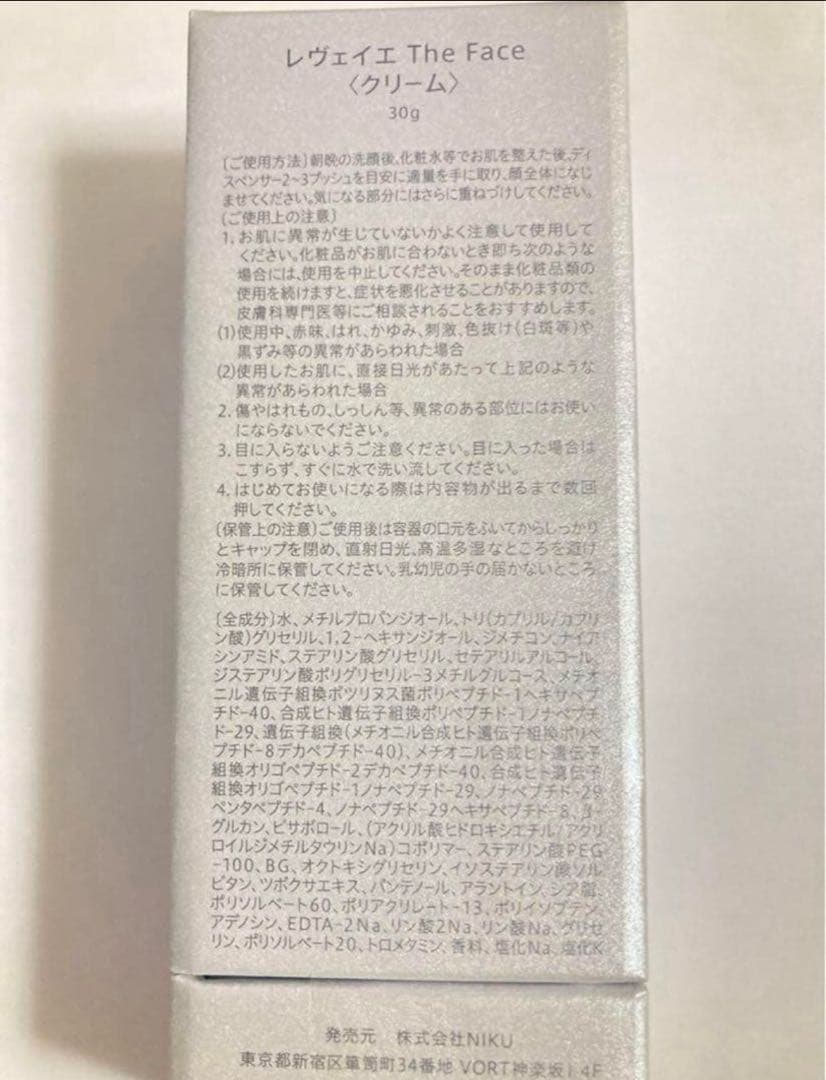 レヴェイエ The Face
〈クリーム〉
30g
〔ご使用方法〕朝晩の洗顔後、化粧水等でお肌を整えた後、ディ
スペンサー2~3プッシュを目安に適量を手に取り、顔全体になじ
ませてください。気になる部分にはさらに重ねづけしてください。
〔ご使用上の注意〕
1. お肌に異常が生じていないかよく注意して使用して
ください。化粧品がお肌に合わないとき即ち次のような
場合には、使用を中止してください。そのまま化粧品類の
使用を続けますと、症状を悪化させることがありますので、
皮膚科専門医等にご相談されることをおすすめします。
(1)使用中、赤味、はれ、かゆみ、刺激、色抜け(白斑等)や
黒ずみ等の異常があらわれた場合
(2)使用したお肌に、直接日光があたって上記のような
異常があらわれた場合
2. 傷やはれもの、しっしん等、異常のある部位にはお使い
にならないでください。
3. 目に入らないようご注意ください。目に入った場合は
こすらず、すぐに水で洗い流してください。
4. はじめてお使いになる際は内容物が出るまで数回
押してください。
〔保管上の注意〕ご使用後は容器の口元をふいてからしっかり
とキャップを閉め、直射日光、高温多湿なところを避け
冷暗所に保管してください。乳幼児の手の届かないところ
に保管してください。
〔全成分〕水、メチルプロパンジオール、トリ(カプリル/カプリ
ン酸)グリセリル、1,2-ヘキサンジオール、ジメチコン、ナイア
シンアミド、ステアリン酸グリセリル、セテアリルアルコール、
ジステアリン酸ポリグリセリル-3メチルグルコース、メチオ
ニル遺伝子組換ボツリヌス菌ポリペプチド-1ヘキサペプ
チド-40、合成ヒト遺伝子組換ポリペプチド-1ノナペプチ
ド-29、遺伝子組換(メチオニル合成ヒト遺伝子組換ポリペ
プチド-8デカペプチド-40)、メチオニル合成ヒト遺伝子
組換オリゴペプチド-2デカペプチド-40、合成ヒト遺伝子
組換オリゴペプチド-1ノナペプチド-29、ノナペプチド-29
ペンタペプチド-4、ノナペプチド-29ヘキサペプチド-8、β-
グルカン、ビサボロール、(アクリル酸ヒドロキシエチル/アクリ
ロイルジメチルタウリンNa)コポリマー、ステアリン酸PEG
-100、BG、オクトキシグリセリン、イソステアリン酸ソル
ビタン、ツボクサエキス、パンテノール、アラントイン、シア脂、
ポリソルベート60、ポリアクリレート-13、ポリイソブテン、
アデノシン、EDTA-2Na、リン酸2Na、リン酸Na、グリセ
リン、ポリソルベート20、トロメタミン、香料、塩化Na、塩化K
発売元 株式会社NIKU
東京都新宿区箪笥町34番地 VORT神楽坂I 4F